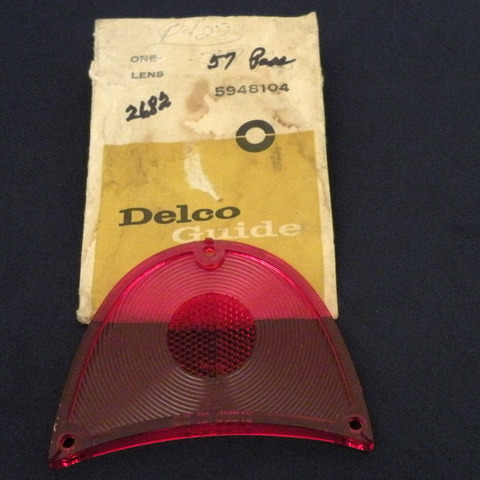 ONE
57 Pass
LENS
5948104
2682
Delco
Guide